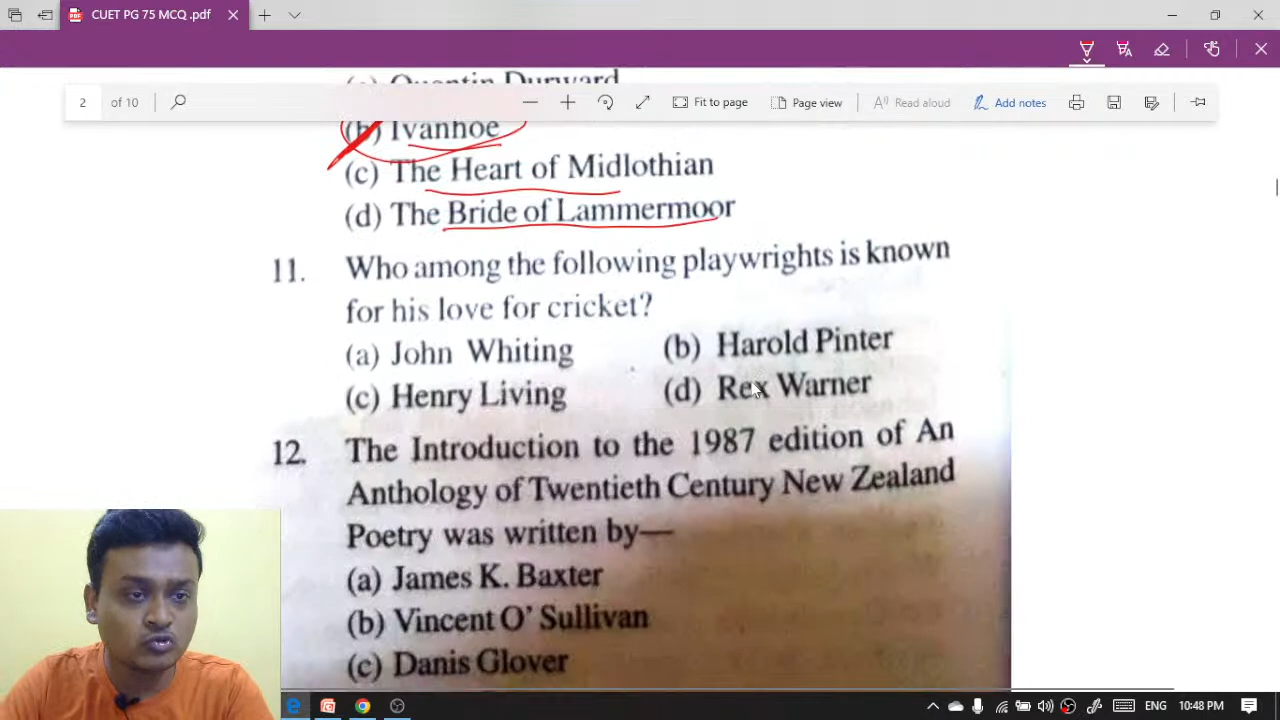 CUET PG 75 MCQ .pdf
(a) Quentin Durward
2 of 10
Fit to page
Page view
Read aloud
Add notes
(b) Ivanhoe
(c) The Heart of Midlothian
(d) The Bride of Lammermoor
11. Who among the following playwrights is known
for his love for cricket?
(a) John Whiting (b) Harold Pinter
(c) Henry Living (d) Rex Warner
12. The Introduction to the 1987 edition of An
Anthology of Twentieth Century New Zealand
Poetry was written by—
(a) James K. Baxter
(b) Vincent O' Sullivan
(c) Danis Glover
ENG 10:48 PM